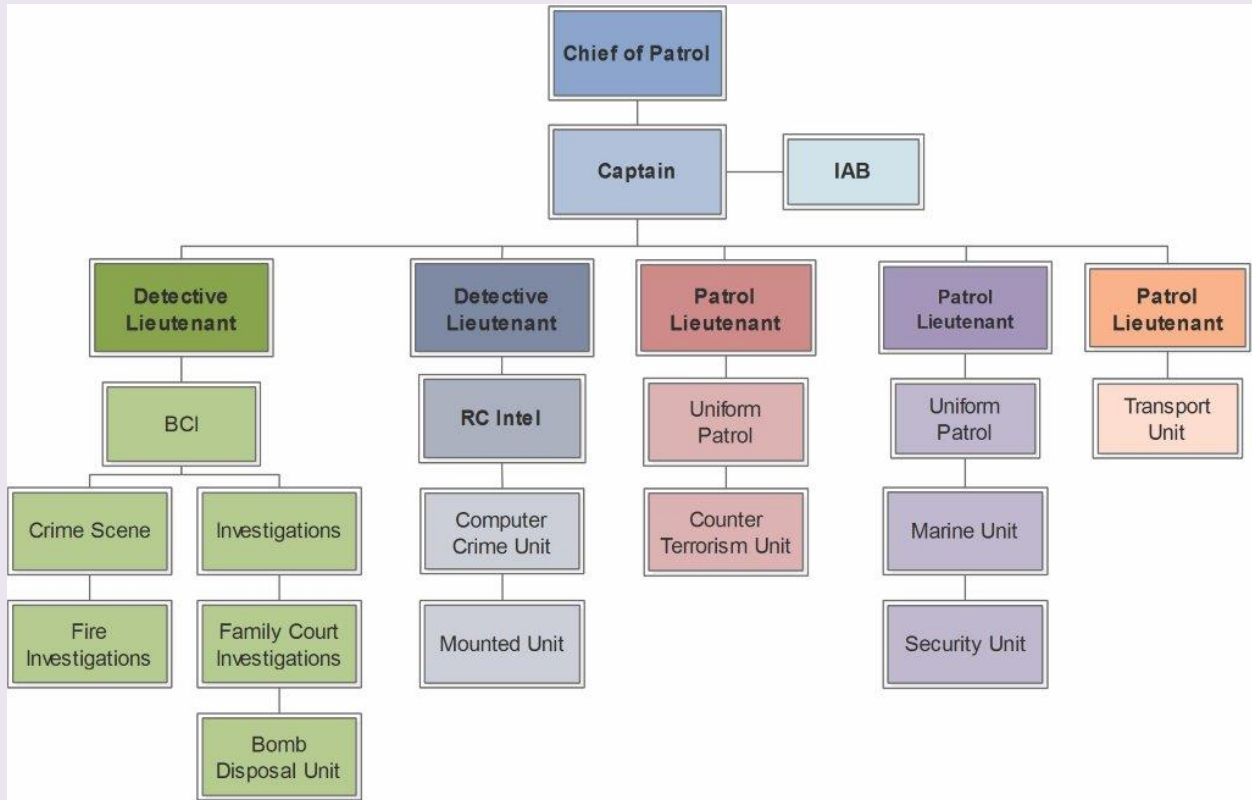 Chief of Patrol
Captain
IAB
Detective
Lieutenant
Detective
Lieutenant
Patrol
Lieutenant
Patrol
Lieutenant
Patrol
Lieutenant
BCI
RC Intel
Uniform
Patrol
Uniform
Patrol
Transport
Unit
Crime Scene
Investigations
Computer
Crime Unit
Counter
Terrorism Unit
Marine Unit
Fire
Investigations
Family Court
Investigations
Mounted Unit
Security Unit
Bomb
Disposal Unit